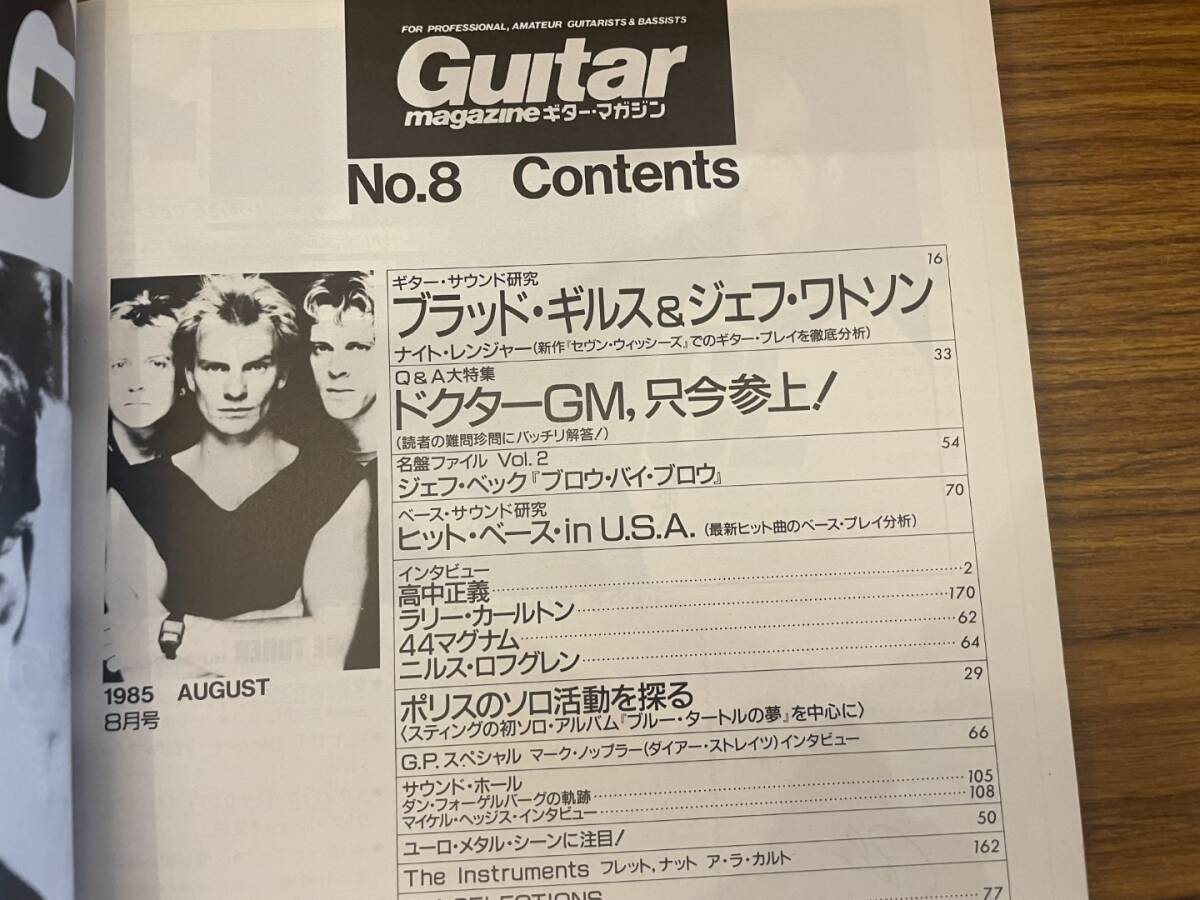 FOR PROFESSIONAL, AMATEUR GUITARISTS & BASSISTS
Guitar
magazine ギター・マガジン
No.8 Contents
1985 AUGUST
8月号
ギター・サウンド研究 16
ブラッド・ギルス&ジェフ・ワトソン
ナイト・レンジャー(新作『セヴン・ウィッシーズ』でのギター・プレイを徹底分析)
Q&A大特集 33
ドクターGM, 只今参上!
(読者の難問珍問にバッチリ解答!)
名盤ファイル Vol.2 54
ジェフ・ベック『ブロウ・バイ・ブロウ』
ベース・サウンド研究 70
ヒット・ベース・in U.S.A. (最新ヒット曲のベース・プレイ分析)
インタビュー
高中正義 2
ラリー・カールトン 170
44マグナム 62
ニルス・ロフグレン 64
ポリスのソロ活動を探る 29
〈スティングの初ソロ・アルバム『ブルー・タートルの夢』を中心に〉
G.P.スペシャル マーク・ノップラー(ダイアー・ストレイツ)インタビュー 66
サウンド・ホール
ダン・フォーゲルバーグの軌跡 105
マイケル・ヘッジス・インタビュー 108
ユーロ・メタル・シーンに注目! 50
The Instruments フレット,ナット ア・ラ・カルト 162
SELECTIONS 77